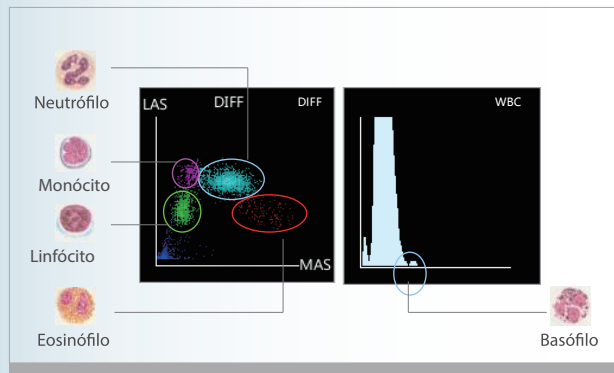 Neutrófilo
Monócito
Linfócito
Eosinófilo
LAS
DIFF
DIFF
MAS
WBC
Basófilo